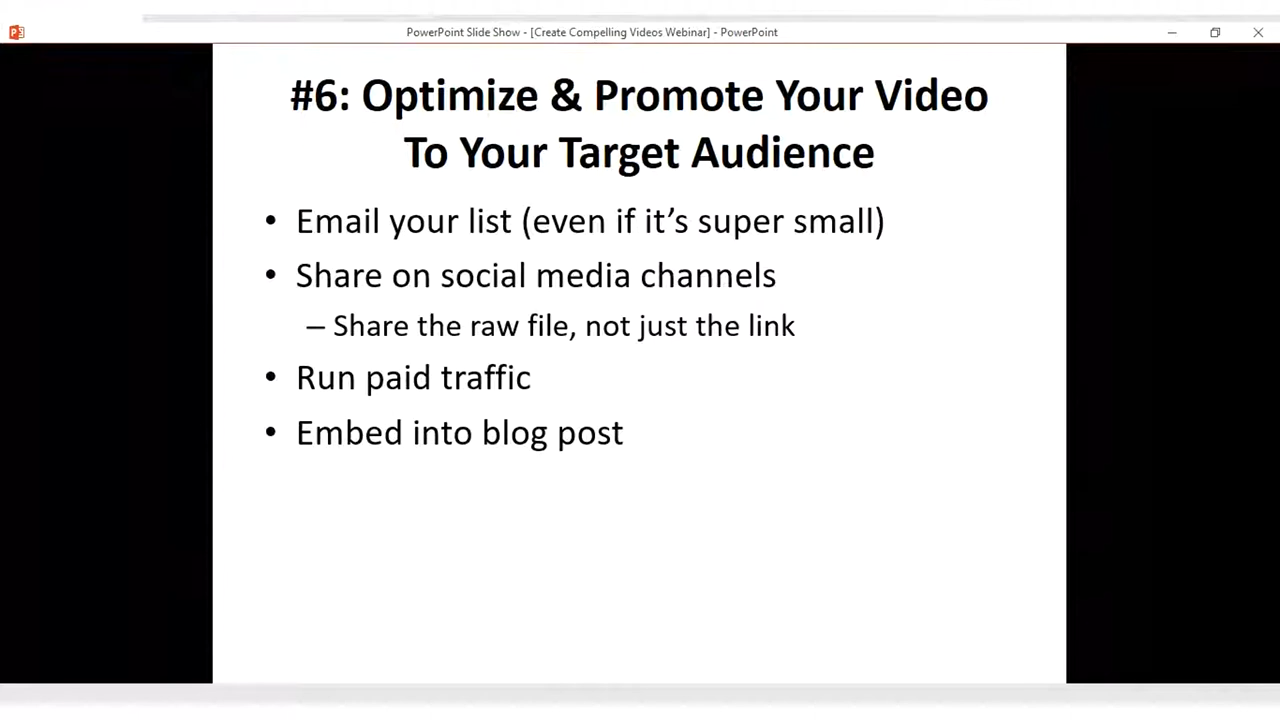 PowerPoint Slide Show - [Create Compelling Videos Webinar] - PowerPoint
#6: Optimize & Promote Your Video
To Your Target Audience
• Email your list (even if it’s super small)
• Share on social media channels
– Share the raw file, not just the link
• Run paid traffic
• Embed into blog post